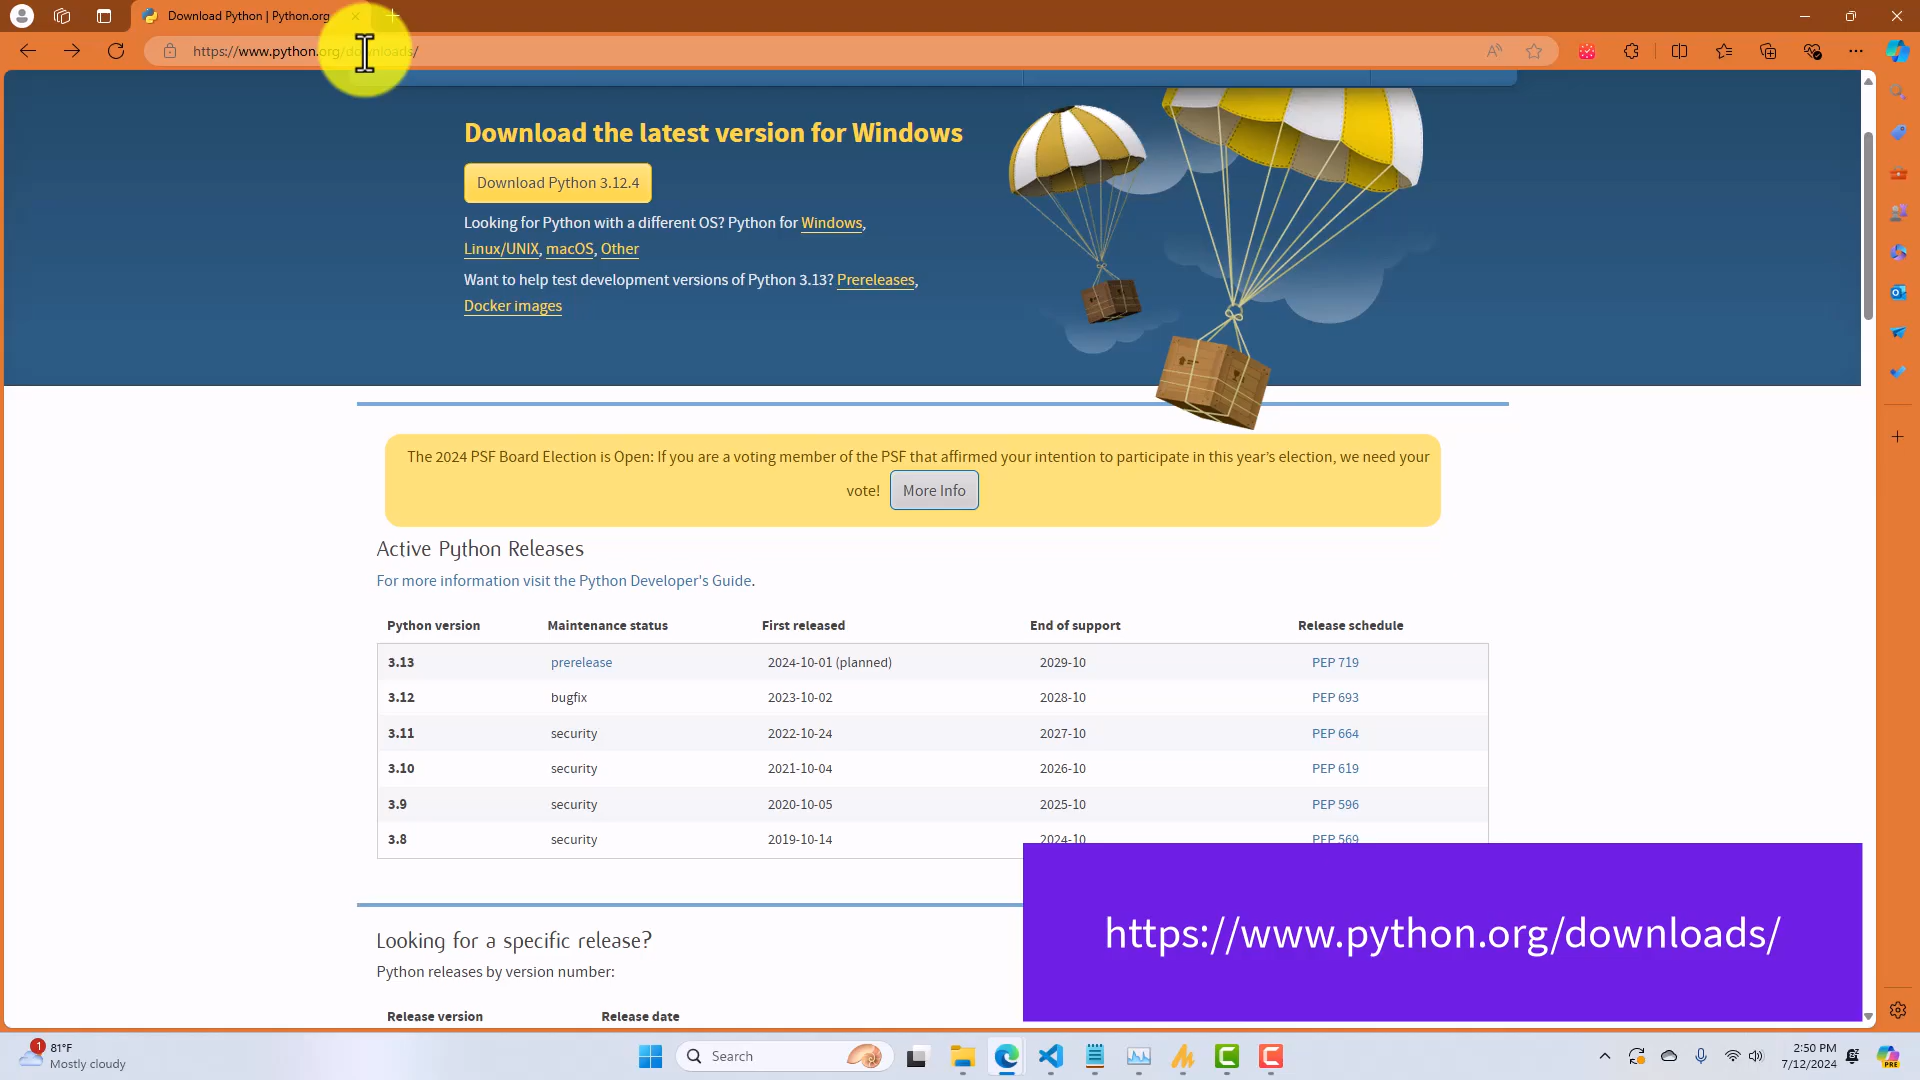 Download Python | Python.org
https://www.python.org/downloads/
Download the latest version for Windows
Download Python 3.12.4
Looking for Python with a different OS? Python for Windows,
Linux/UNIX, macOS, Other
Want to help test development versions of Python 3.13? Prereleases,
Docker images
The 2024 PSF Board Election is Open: If you are a voting member of the PSF that affirmed your intention to participate in this year's election, we need your
vote! More Info
Active Python Releases
For more information visit the Python Developer's Guide.
Python version Maintenance status First released End of support Release schedule
3.13 prerelease 2024-10-01 (planned) 2029-10 PEP 719
3.12 bugfix 2023-10-02 2028-10 PEP 693
3.11 security 2022-10-24 2027-10 PEP 664
3.10 security 2021-10-04 2026-10 PEP 619
3.9 security 2020-10-05 2025-10 PEP 596
3.8 security 2019-10-14 2024-10 PEP 569
https://www.python.org/downloads/
Looking for a specific release?
Python releases by version number:
Release version Release date
1
81°F
Mostly cloudy
Search
2:50 PM
7/12/2024
PRE